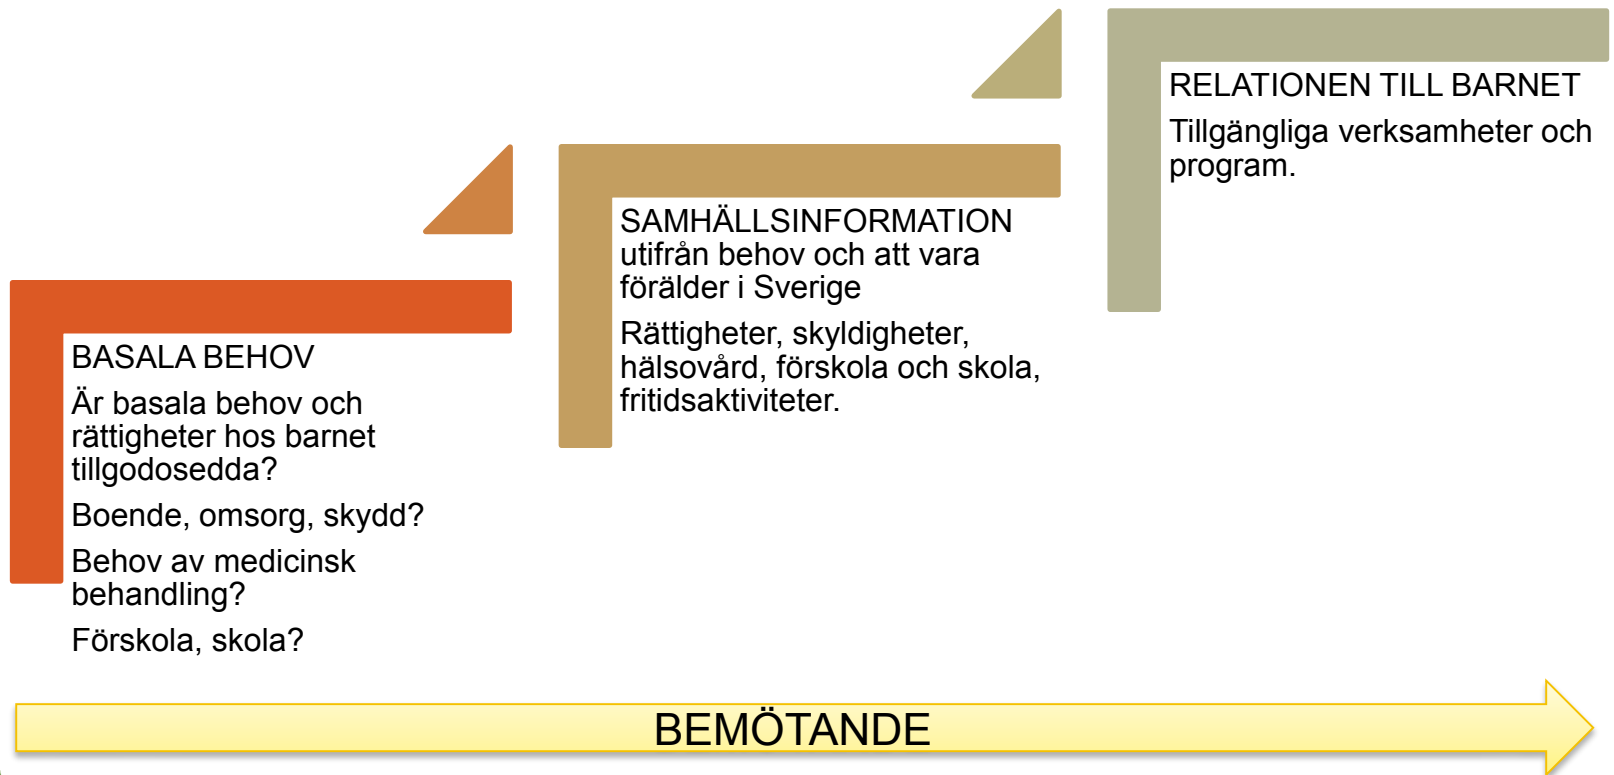 BASALA BEHOV
Är basala behov och
rättigheter hos barnet
tillgodosedda?
Boende, omsorg, skydd?
Behov av medicinsk
behandling?
Förskola, skola?
SAMHÄLLSINFORMATION
utifrån behov och att vara
förälder i Sverige
Rättigheter, skyldigheter,
hälsovård, förskola och skola,
fritidsaktiviteter.
RELATIONEN TILL BARNET
Tillgängliga verksamheter och
program.
BEMÖTANDE